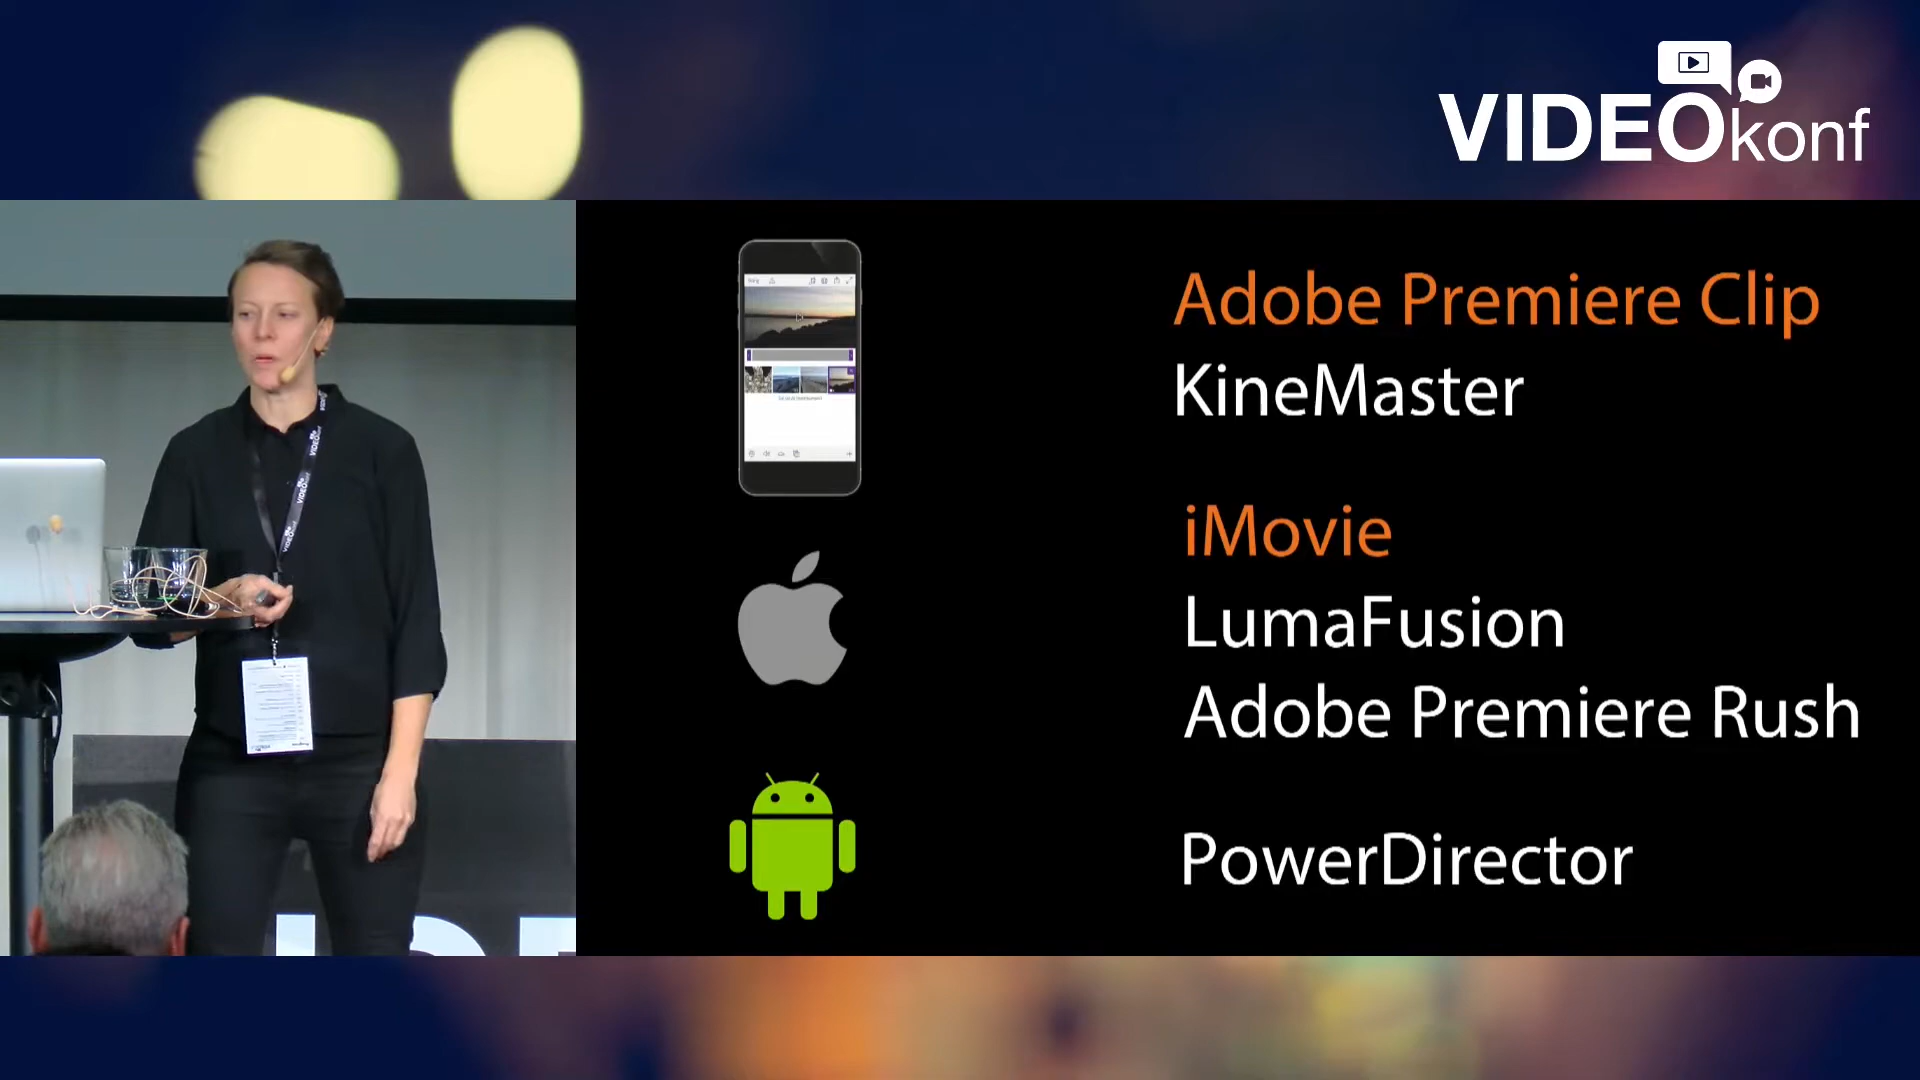 VIDEOkonf
Adobe Premiere Clip
KineMaster
iMovie
LumaFusion
Adobe Premiere Rush
PowerDirector